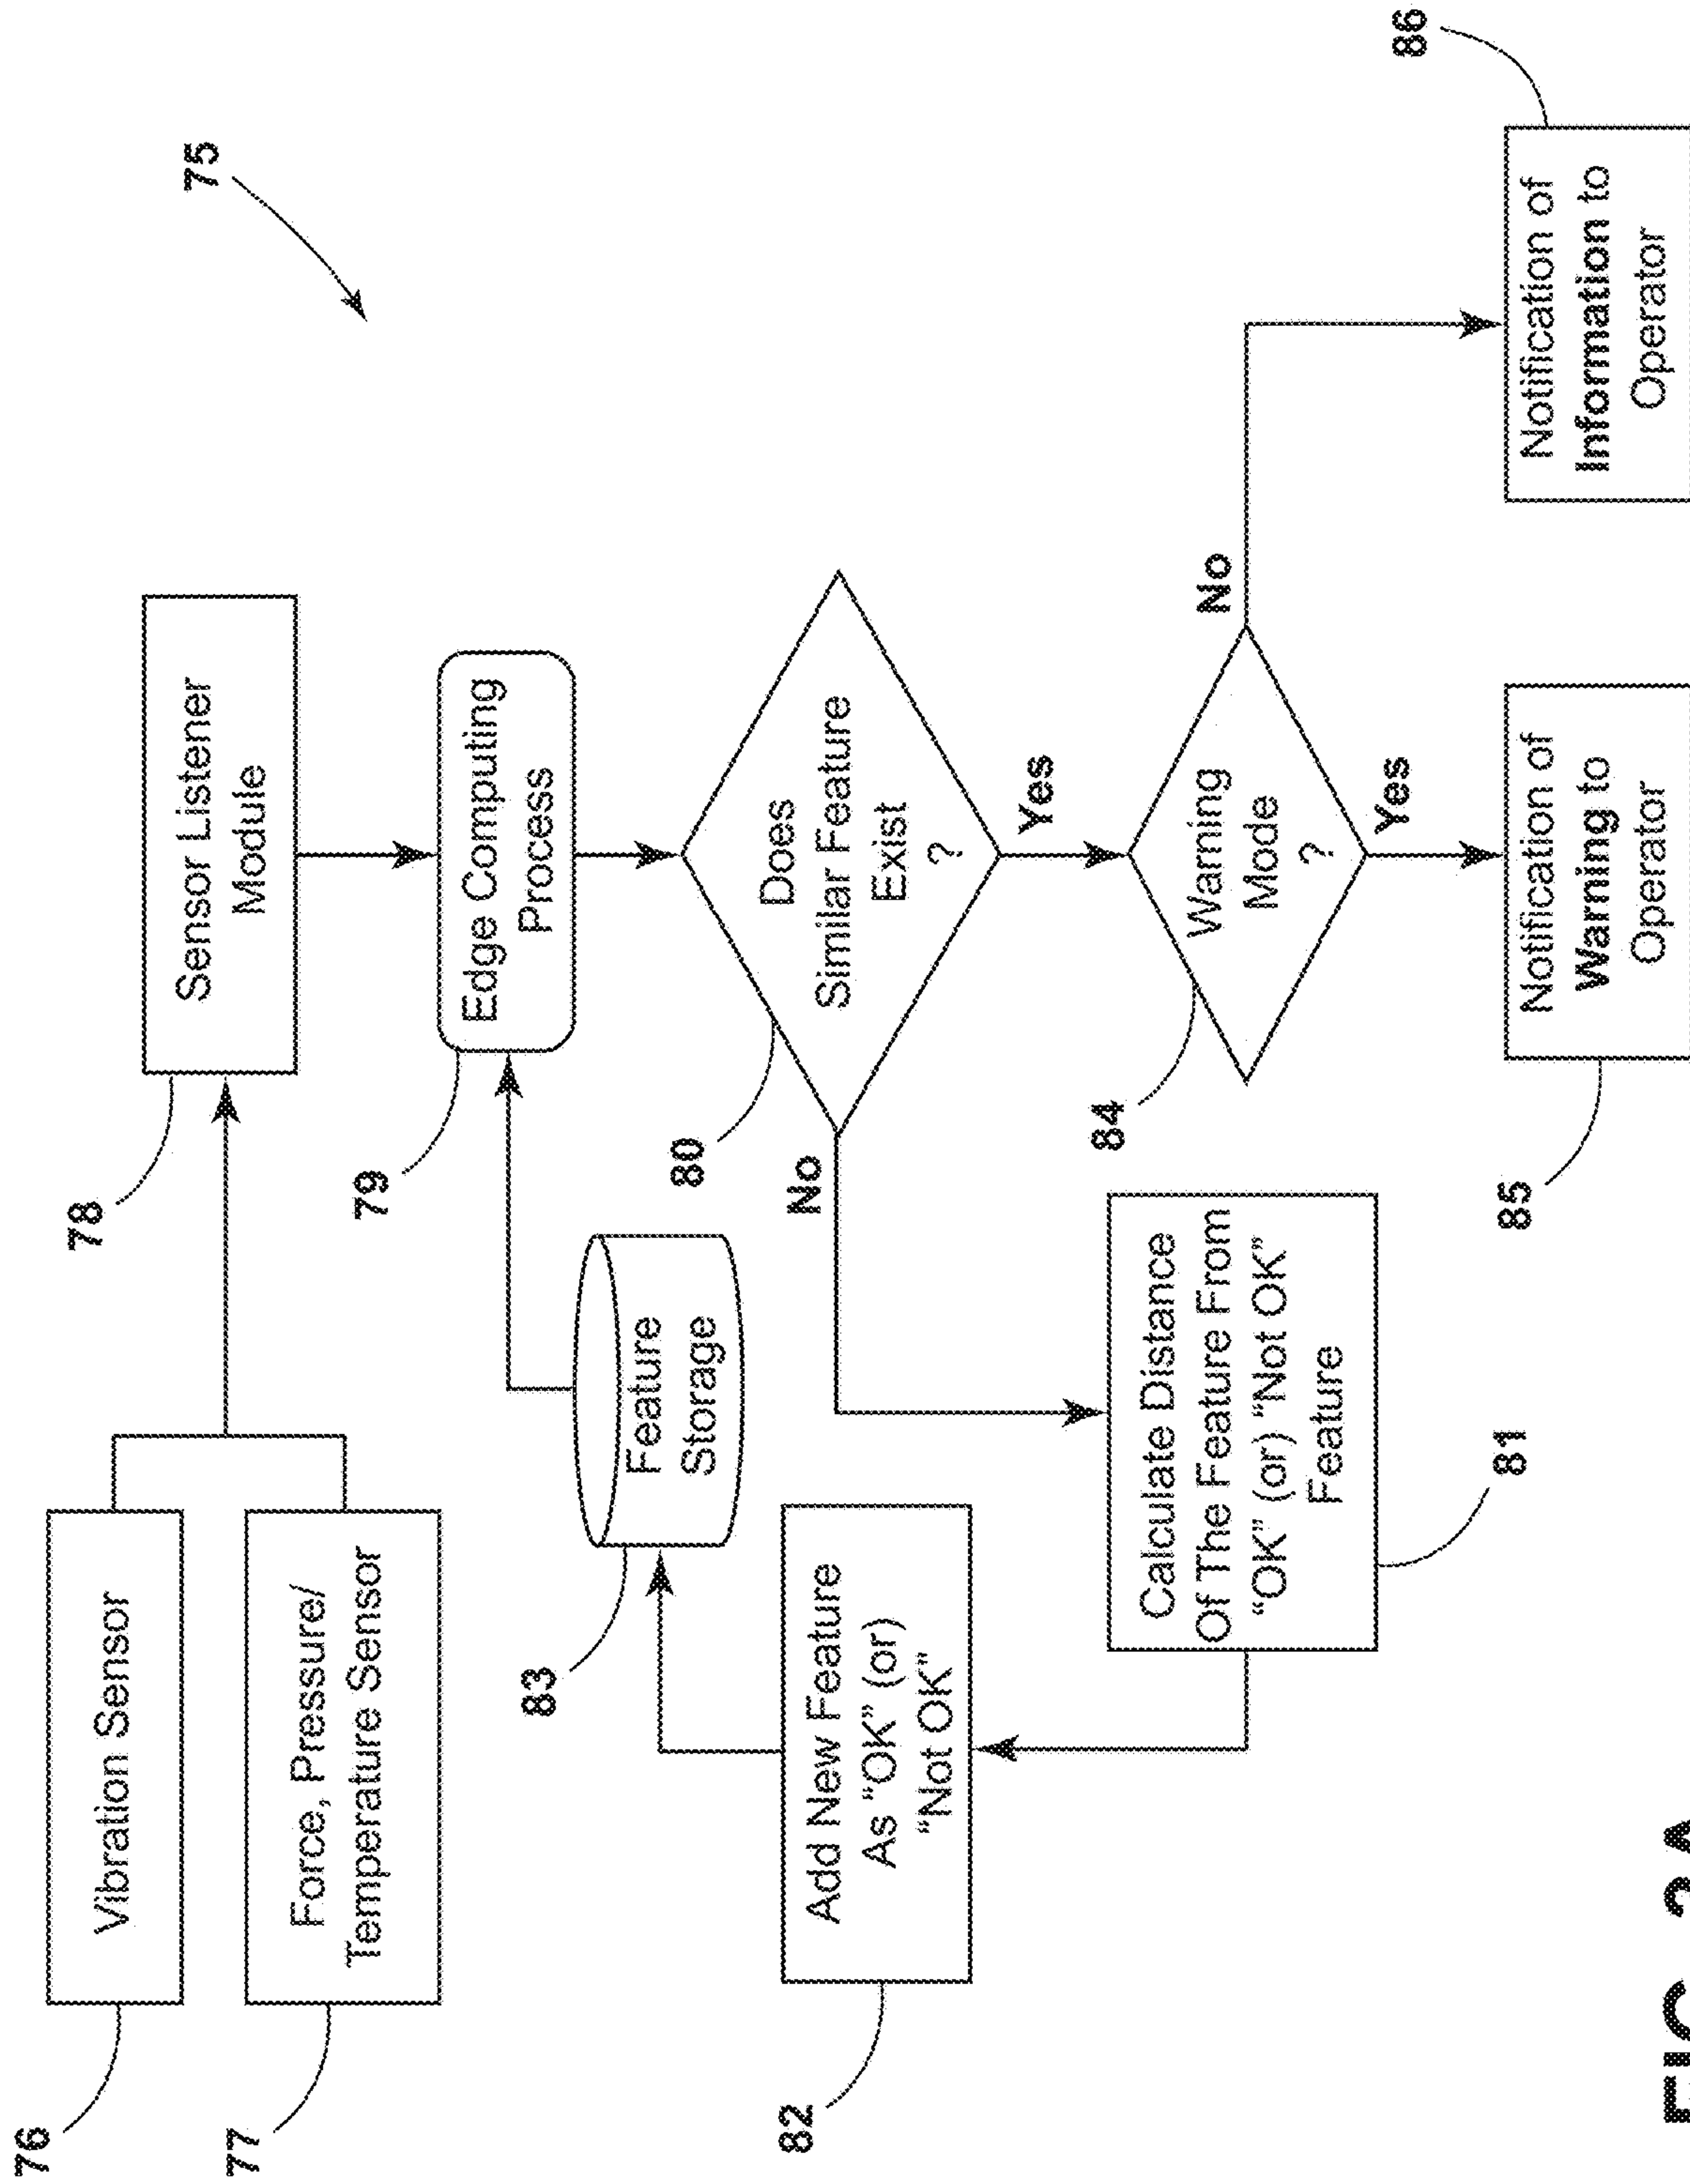 75
76
Vibration Sensor
77
Force, Pressure/
Temperature Sensor
78
Sensor Listener
Module
79
Edge Computing
Process
83
Feature
Storage
80
Does
Similar Feature
Exist
?
No
Yes
82
Add New Feature
As “OK” (or)
“Not OK”
81
Calculate Distance
Of The Feature From
“OK” (or) “Not OK”
Feature
84
Warning
Mode
?
No
Yes
85
Notification of
Warning to
Operator
86
Notification of
Information to
Operator